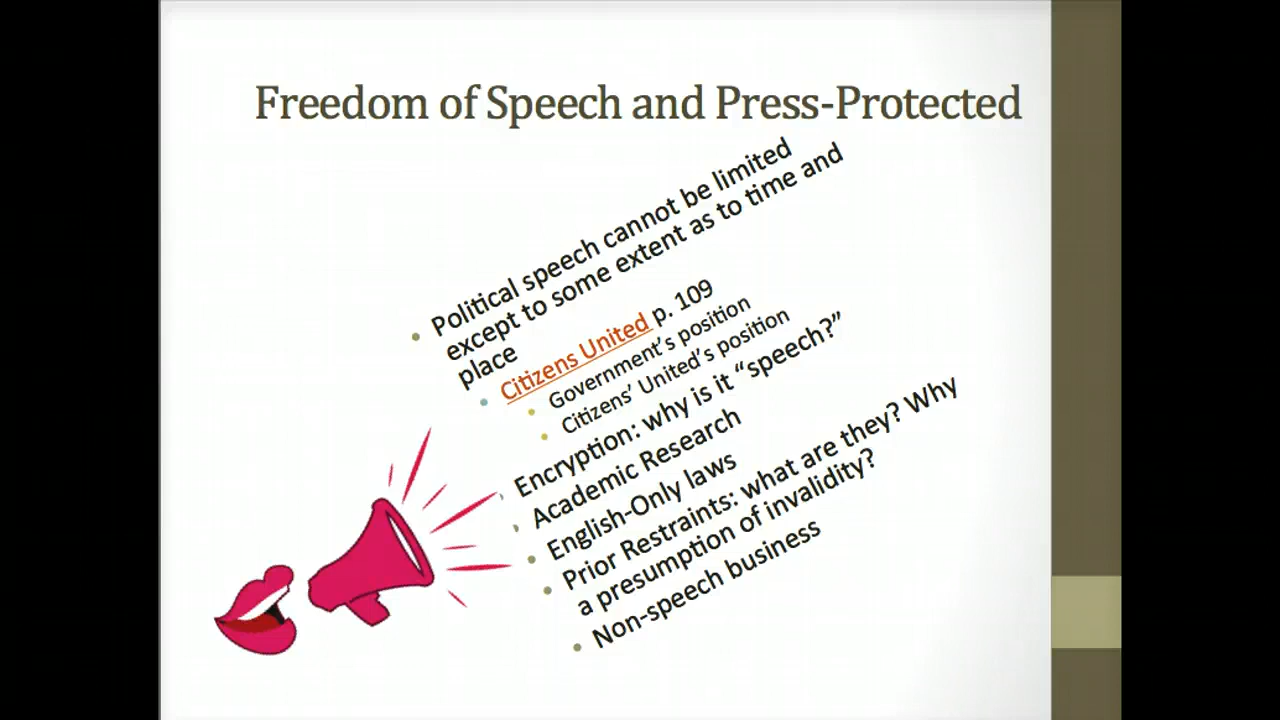 Freedom of Speech and Press-Protected
Political speech cannot be limited
except to some extent as to time and
place
Citizens United p. 109
Government's position
Citizens' United's position
Encryption: why is it “speech?”
Academic Research
English-Only laws
Prior Restraints: what are they? Why
a presumption of invalidity?
Non-speech business